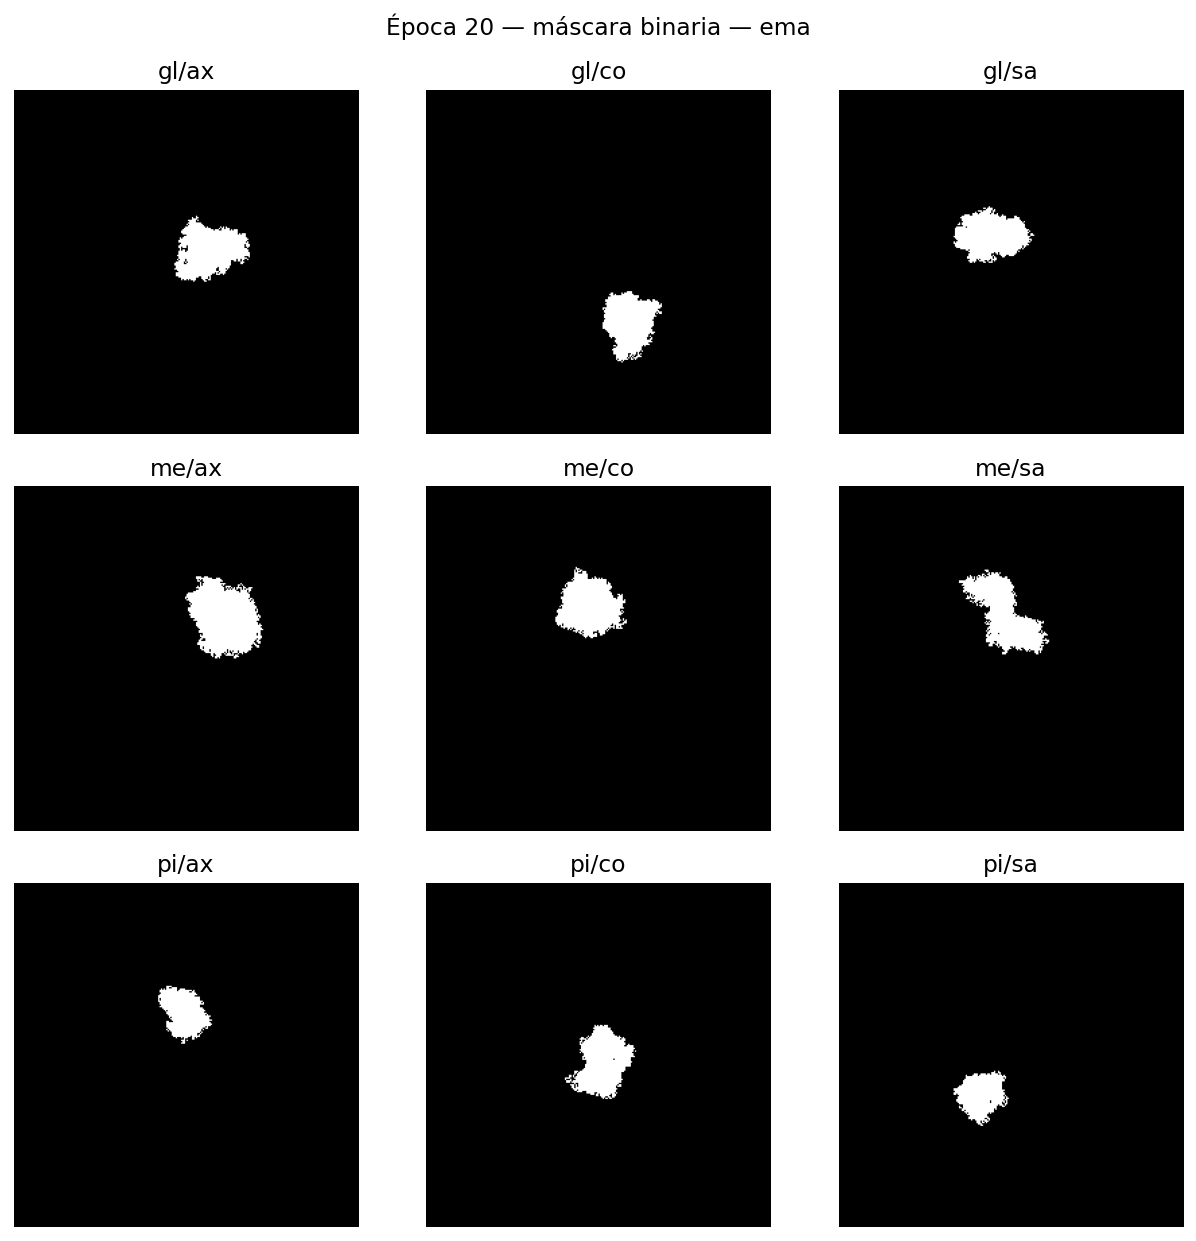 Época 20 — máscara binaria — ema
gl/ax
gl/co
gl/sa
me/ax
me/co
me/sa
pi/ax
pi/co
pi/sa